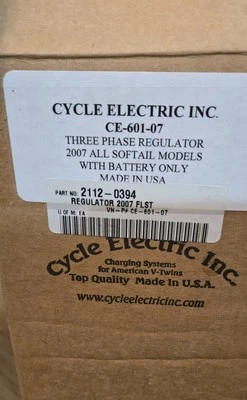 CYCLE ELECTRIC INC.
CE-601-07
THREE PHASE REGULATOR
2007 ALL SOFTAIL MODELS
WITH BATTERY ONLY
MADE IN USA
PART NO: 2112-0394
REGULATOR 2007 FLST
U OF M: EA VN-P# CE-601-07
Cycle Electric Inc.
Charging Systems
for American V-Twins
Top Quality Made In U.S.A.
www.cycleelectricinc.com